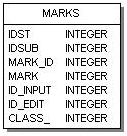 MARKS
IDST INTEGER
IDSUB INTEGER
MARK_ID INTEGER
MARK INTEGER
ID_INPUT INTEGER
ID_EDIT INTEGER
CLASS_ INTEGER